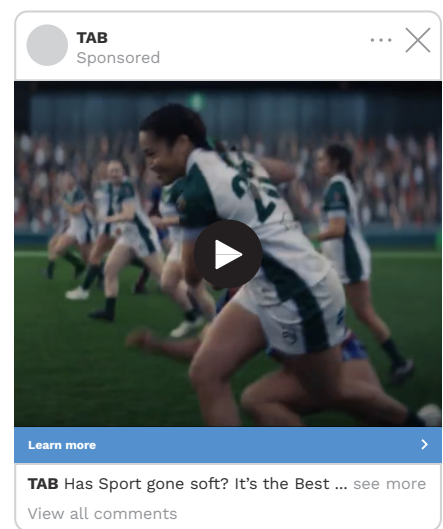 TAB
Sponsored
Learn more
TAB Has Sport gone soft? It’s the Best ... see more
View all comments